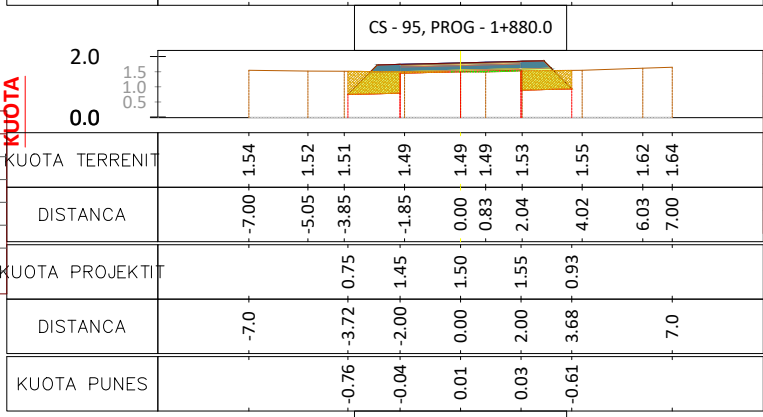 CS - 95, PROG - 1+880.0
2.0
1.5
1.0
0.5
0.0
KUOTA
KUOTA TERRENIT 1.54 1.52 1.51 1.49 1.49 1.49 1.53 1.55 1.62 1.64
DISTANCA -7.00 -5.05 -3.85 -1.85 0.00 0.83 2.04 4.02 6.03 7.00
KUOTA PROJEKTIT 0.75 1.45 1.50 1.55 0.93
DISTANCA -7.0 -3.72 -2.00 0.00 2.00 3.68 7.0
KUOTA PUNES -0.76 -0.04 0.01 0.03 -0.61